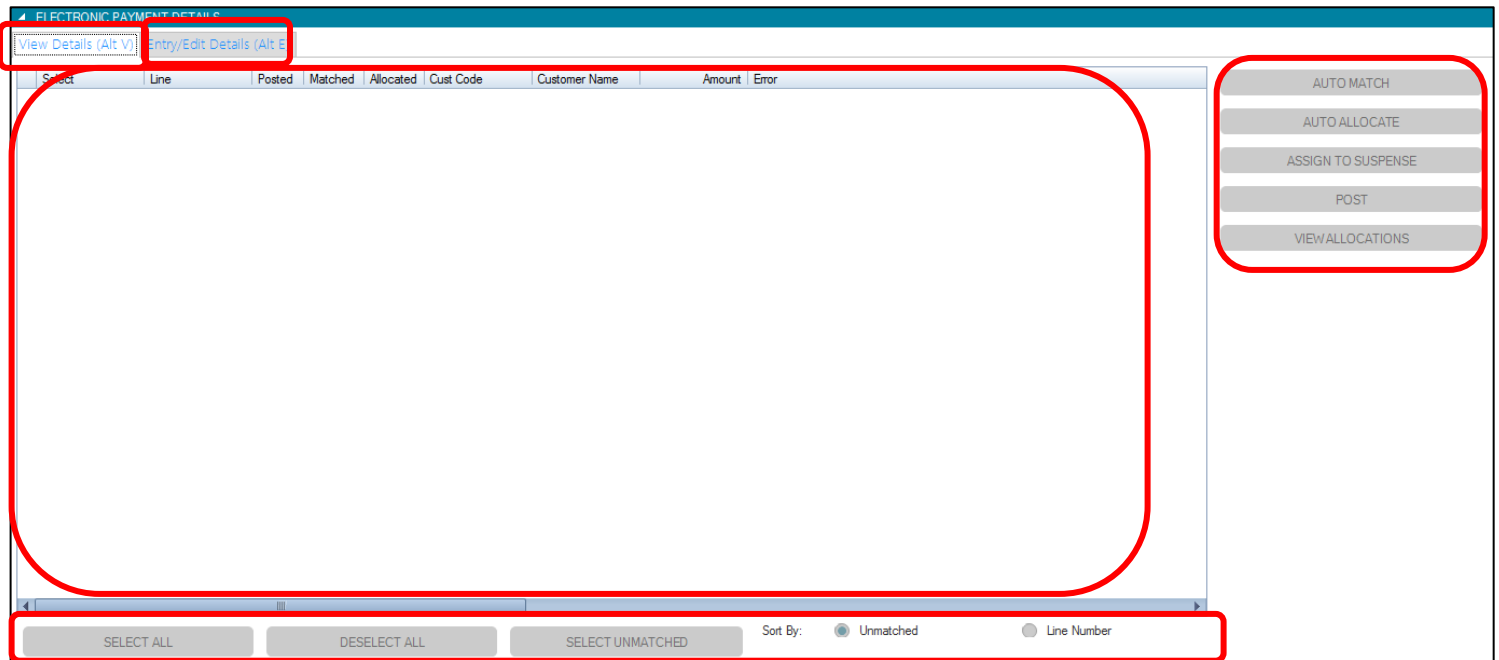 ELECTRONIC PAYMENT DETAILS
View Details (Alt V) Entry/Edit Details (Alt E
Select Line Posted Matched Allocated Cust Code Customer Name Amount Error
AUTO MATCH
AUTO ALLOCATE
ASSIGN TO SUSPENSE
POST
VIEW ALLOCATIONS
SELECT ALL DESELECT ALL SELECT UNMATCHED Sort By: Unmatched Line Number